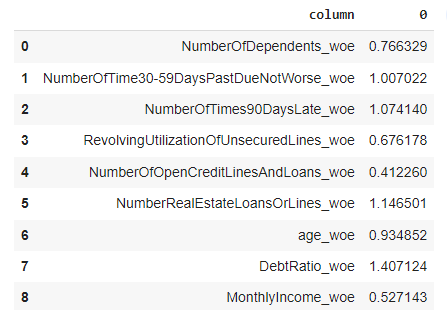 column 0
0 NumberOfDependents_woe 0.766329
1 NumberOfTime30-59DaysPastDueNotWorse_woe 1.007022
2 NumberOfTimes90DaysLate_woe 1.074140
3 RevolvingUtilizationOfUnsecuredLines_woe 0.676178
4 NumberOfOpenCreditLinesAndLoans_woe 0.412260
5 NumberRealEstateLoansOrLines_woe 1.146501
6 age_woe 0.934852
7 DebtRatio_woe 1.407124
8 MonthlyIncome_woe 0.527143